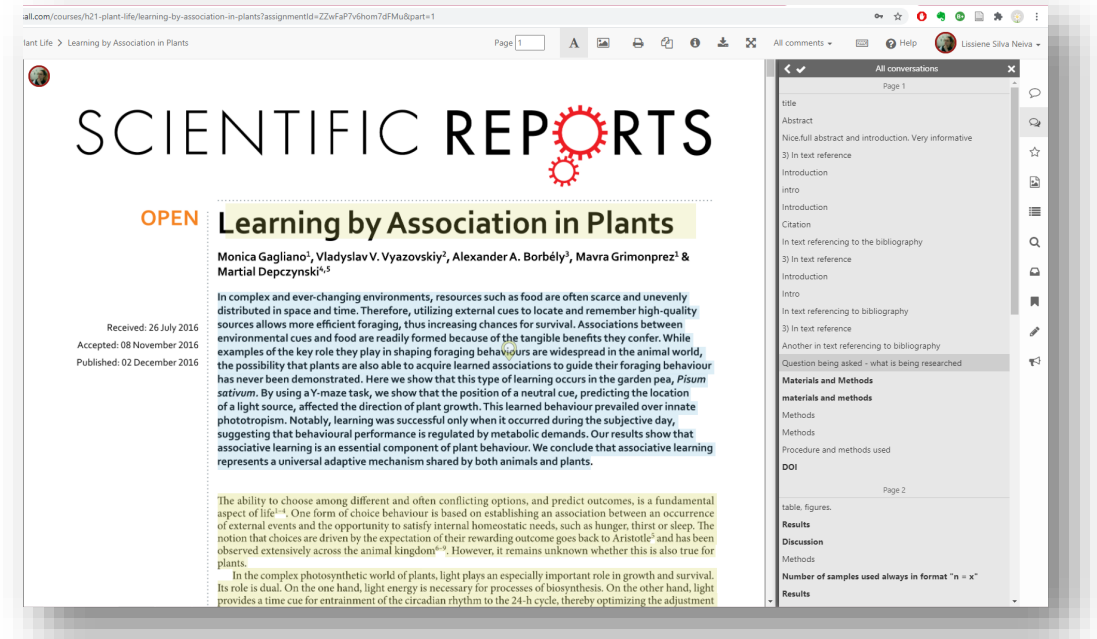 sall.com/courses/h21-plant-life/learning-by-association-in-plants?assignmentId=ZZwFaP7v6hom7dFMu&part=1
lant Life > Learning by Association in Plants
Page 1
A
All comments
Help
Lissiene Silva Neiva
SCIENTIFIC REPORTS
OPEN
Learning by Association in Plants
Monica Gagliano1, Vladyslav V. Vyazovskiy2, Alexander A. Borbély3, Mavra Grimonprez1 &
Martial Depczynski4,5
Received: 26 July 2016
Accepted: 08 November 2016
Published: 02 December 2016
In complex and ever-changing environments, resources such as food are often scarce and unevenly
distributed in space and time. Therefore, utilizing external cues to locate and remember high-quality
sources allows more efficient foraging, thus increasing chances for survival. Associations between
environmental cues and food are readily formed because of the tangible benefits they confer. While
examples of the key role they play in shaping foraging behaviours are widespread in the animal world,
the possibility that plants are also able to acquire learned associations to guide their foraging behaviour
has never been demonstrated. Here we show that this type of learning occurs in the garden pea, Pisum
sativum. By using a Y-maze task, we show that the position of a neutral cue, predicting the location
of a light source, affected the direction of plant growth. This learned behaviour prevailed over innate
phototropism. Notably, learning was successful only when it occurred during the subjective day,
suggesting that behavioural performance is regulated by metabolic demands. Our results show that
associative learning is an essential component of plant behaviour. We conclude that associative learning
represents a universal adaptive mechanism shared by both animals and plants.
The ability to choose among different and often conflicting options, and predict outcomes, is a fundamental
aspect of life1–4. One form of choice behaviour is based on establishing an association between an occurrence
of external events and the opportunity to satisfy internal homeostatic needs, such as hunger, thirst or sleep. The
notion that choices are driven by the expectation of their rewarding outcome goes back to Aristotle5 and has been
observed extensively across the animal kingdom6–9. However, it remains unknown whether this is also true for
plants.
In the complex photosynthetic world of plants, light plays an especially important role in growth and survival.
Its role is dual. On the one hand, light energy is necessary for processes of biosynthesis. On the other hand, light
provides a time cue for entrainment of the circadian rhythm to the 24-h cycle, thereby optimizing the adjustment
All conversations
Page 1
title
Abstract
Nice.full abstract and introduction. Very informative
3) In text reference
Introduction
intro
Introduction
Citation
In text referencing to the bibliography
3) In text reference
Introduction
Intro
In text referencing to bibliography
3) In text reference
Another in text referencing to bibliography
Question being asked - what is being researched
Materials and Methods
materials and methods
Methods
Methods
Procedure and methods used
DOI
Page 2
table, figures.
Results
Discussion
Methods
Number of samples used always in format "n = x"
Results